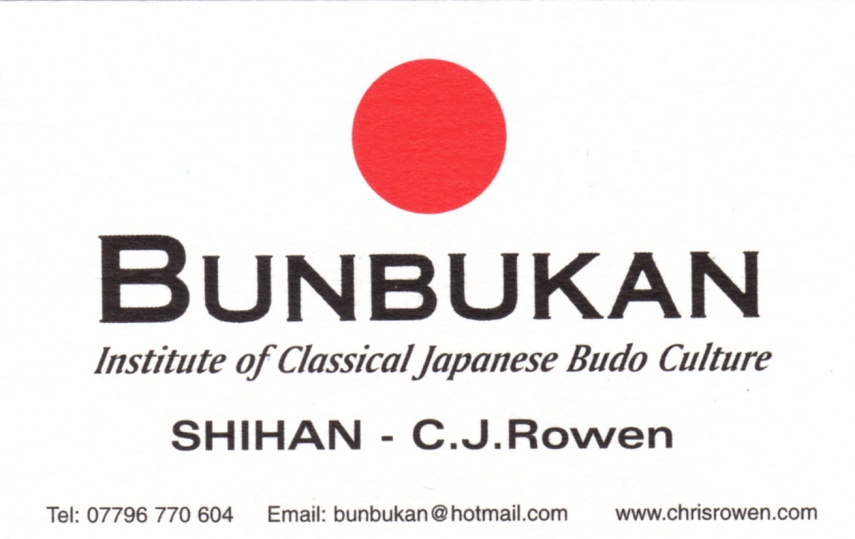 BUNBUKAN
Institute of Classical Japanese Budo Culture
SHIHAN - C.J.Rowen
Tel: 07796 770 604 Email: bunbukan@hotmail.com www.chrisrowen.com